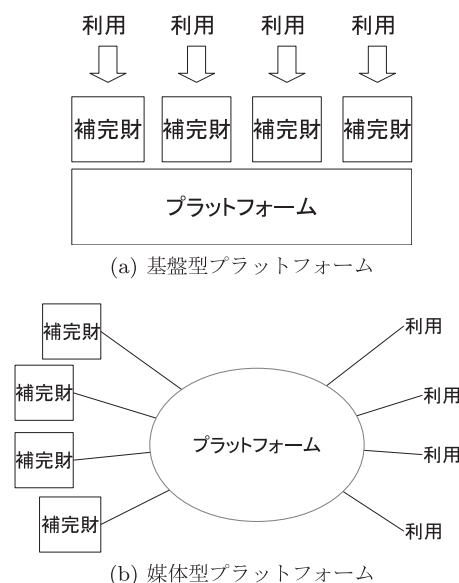 利用 利用 利用 利用
補完財 補完財 補完財 補完財
プラットフォーム
(a) 基盤型プラットフォーム
補完財
補完財
補完財
補完財
プラットフォーム
利用
利用
利用
利用
(b) 媒体型プラットフォーム